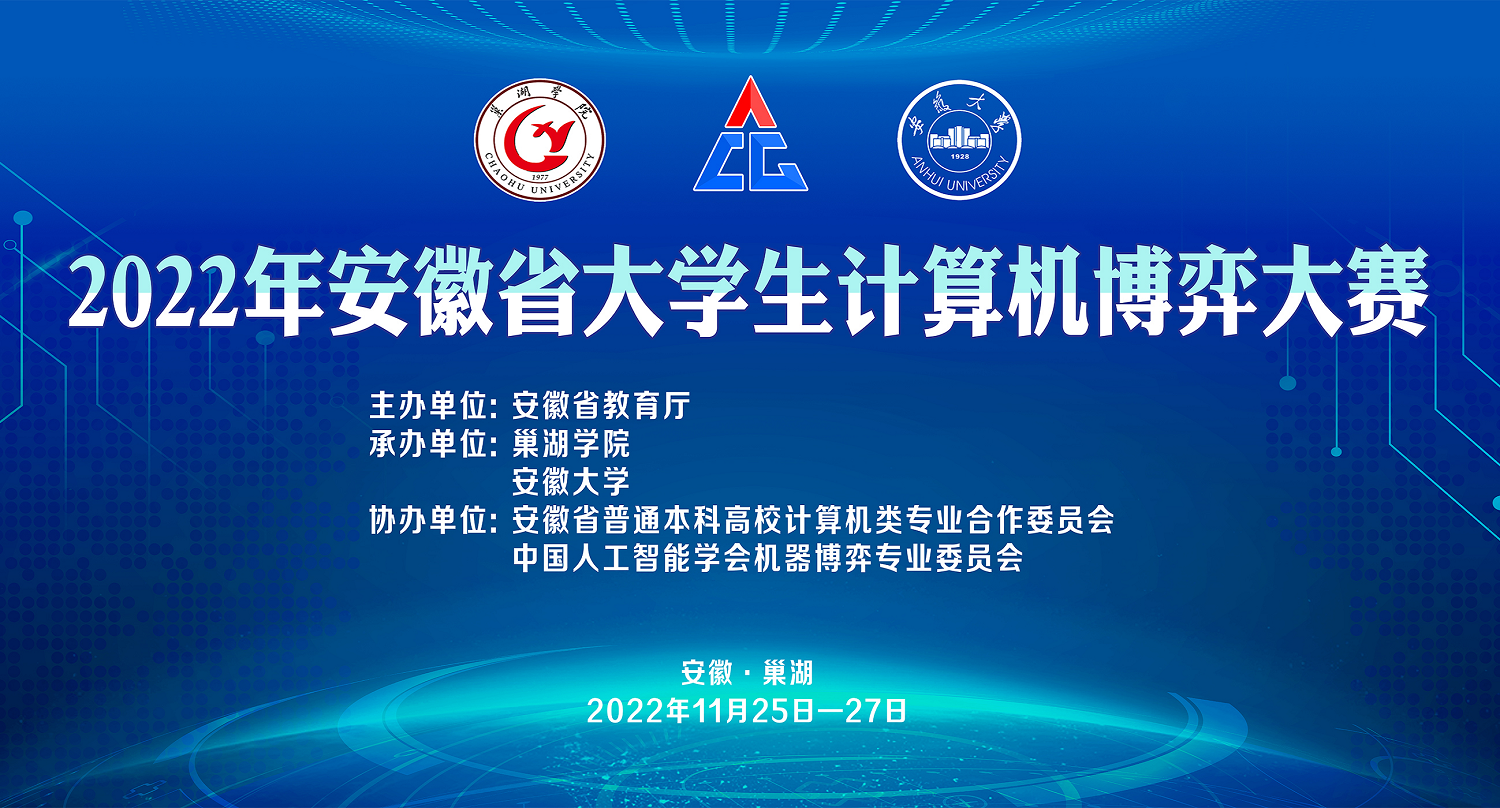 巢湖学院
CHAOHU UNIVERSITY
1977
ACG
安徽大学
1928
ANHUI UNIVERSITY
2022年安徽省大学生计算机博弈大赛
主办单位: 安徽省教育厅
承办单位: 巢湖学院
安徽大学
协办单位: 安徽省普通本科高校计算机类专业合作委员会
中国人工智能学会机器博弈专业委员会
安徽·巢湖
2022年11月25日—27日